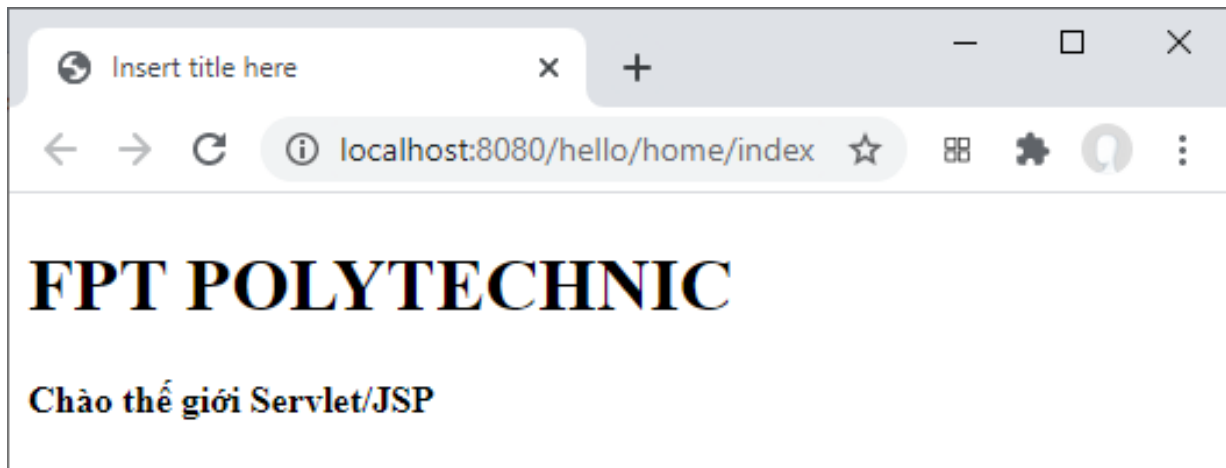 Insert title here
localhost:8080/hello/home/index
FPT POLYTECHNIC
Chào thế giới Servlet/JSP